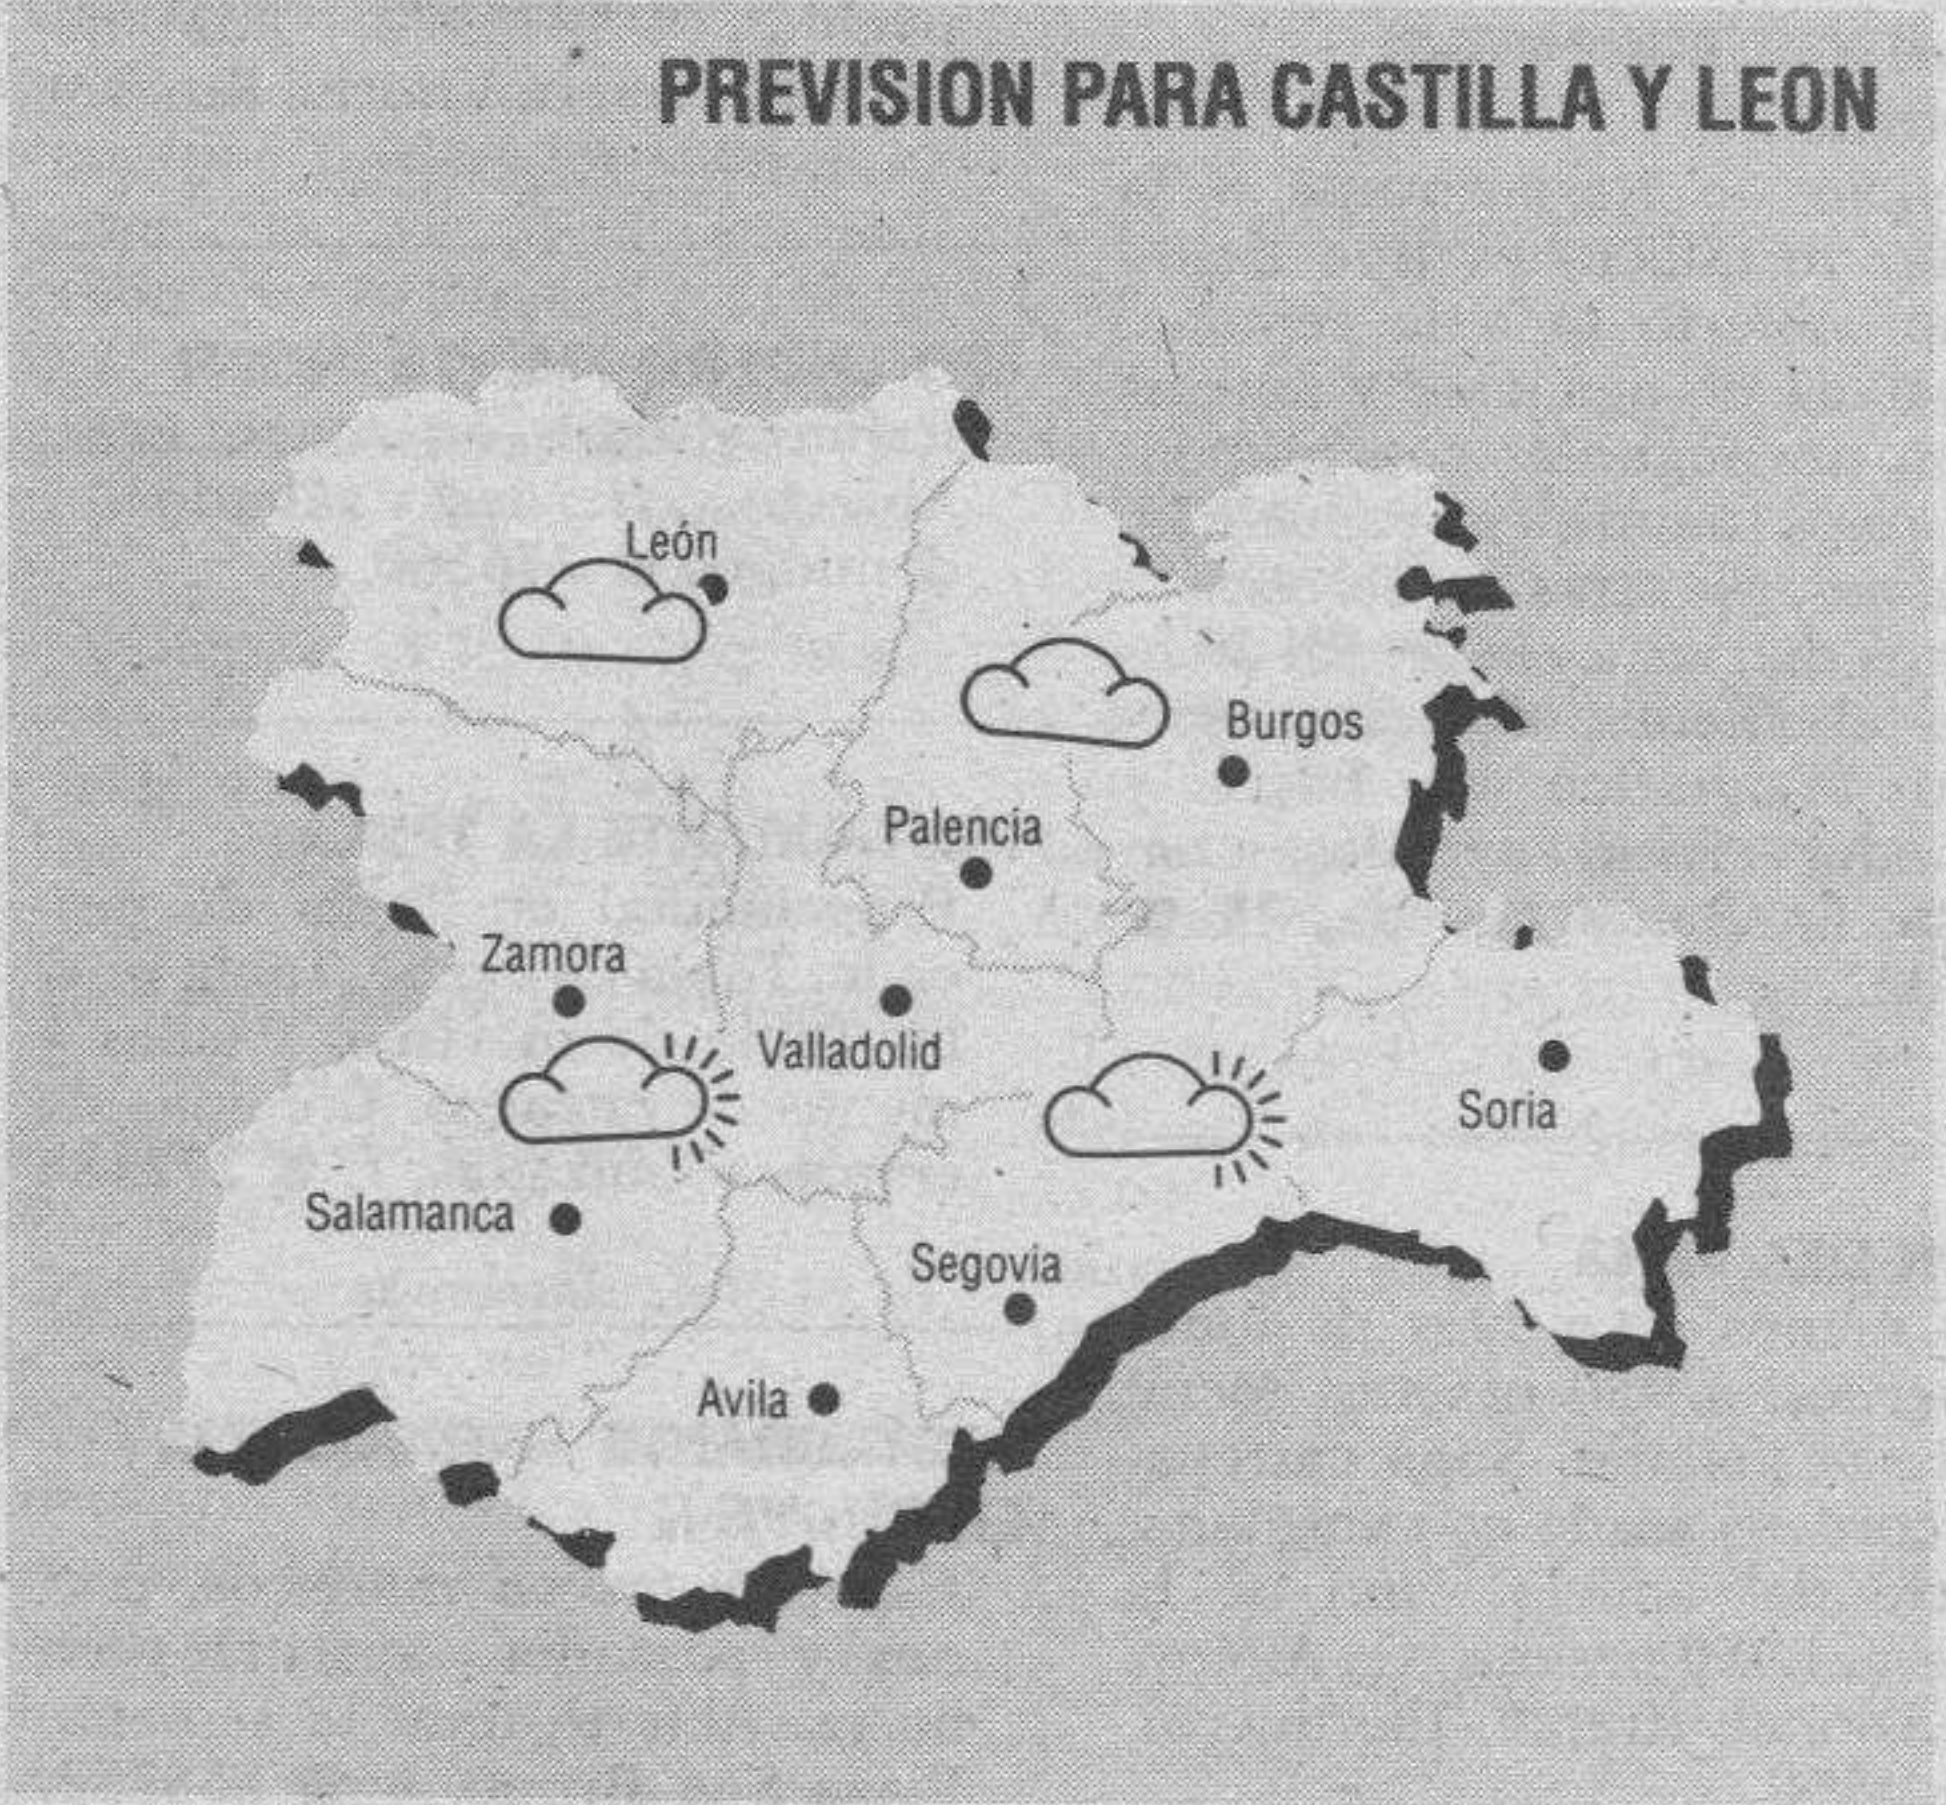 PREVISION PARA CASTILLA Y LEON
León
Burgos
Palencia
Zamora
Valladolid
Soria
Salamanca
Segovia
Avila